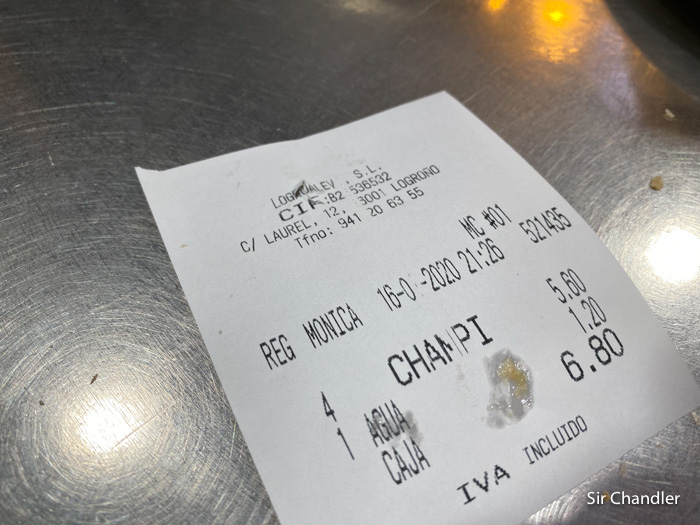 S.L.
CIF:B2 536532
C/ LAUREL, 12, 3001 LOGROÑO
Tfno: 941 20 63 55
MC #01
REG MONICA 16-0 -2020 21:26 521435
4 CHAMPI 5.60
1 AGUA 1.20
CAJA 6.80
IVA INCLUIDO
Sir Chandler